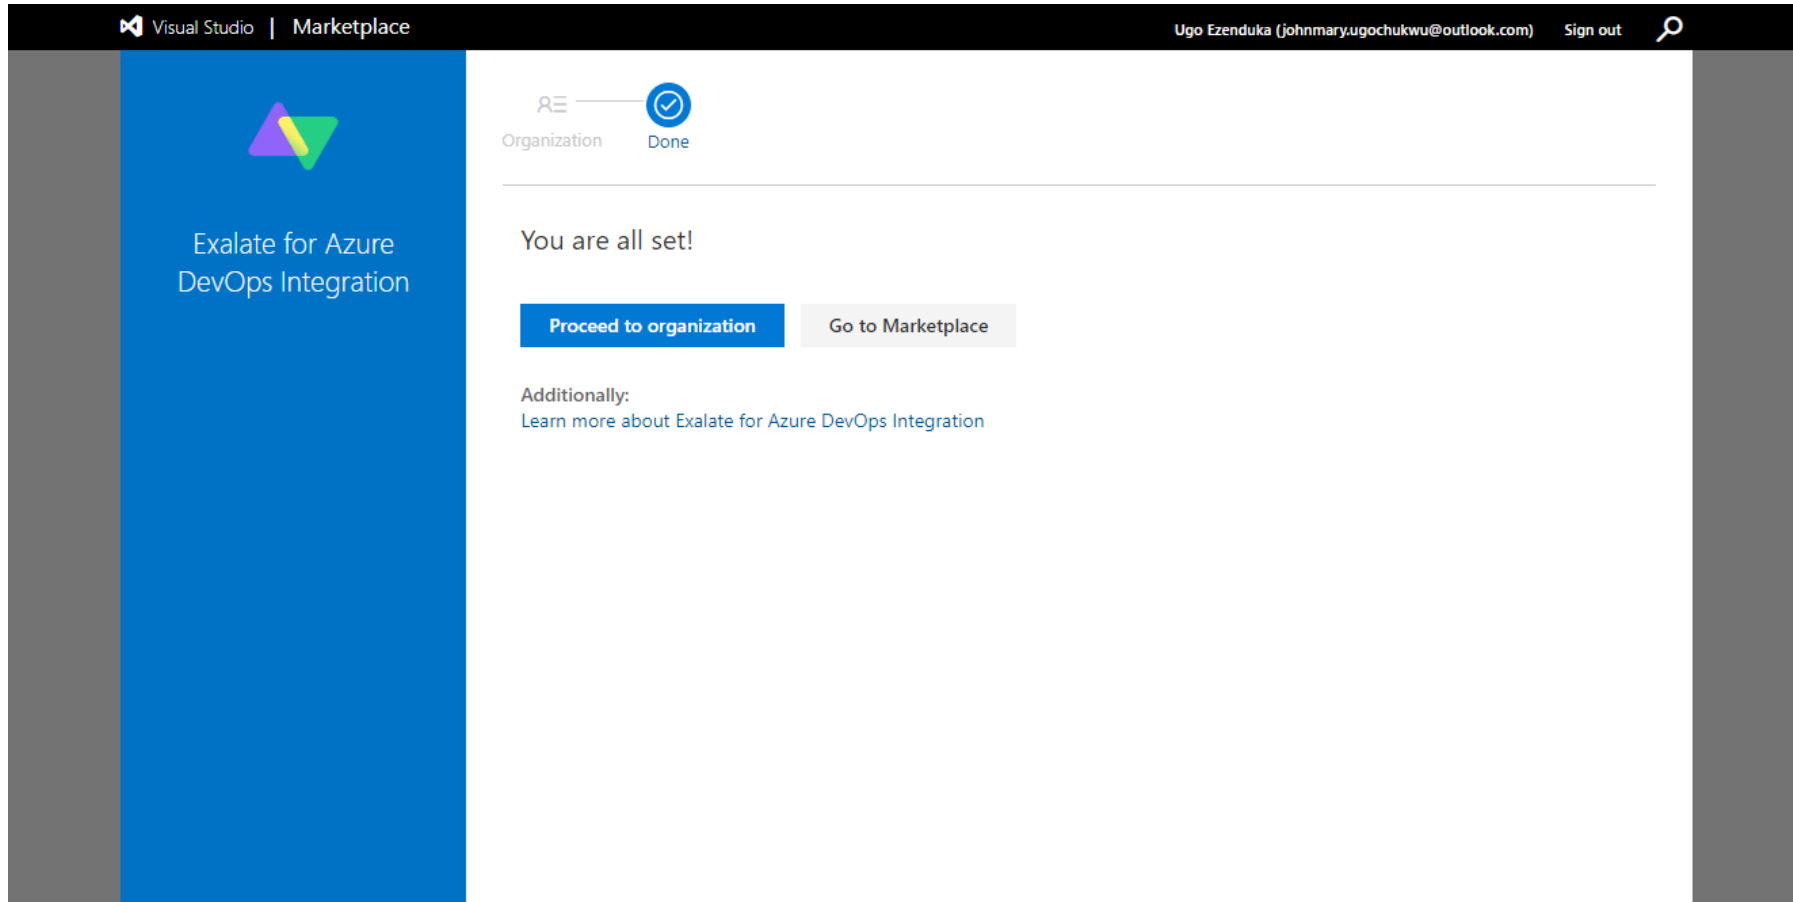 Visual Studio | Marketplace
Ugo Ezenduka (johnmary.ugochukwu@outlook.com) Sign out
Exalate for Azure
DevOps Integration
Organization
Done
You are all set!
Proceed to organization
Go to Marketplace
Additionally:
Learn more about Exalate for Azure DevOps Integration